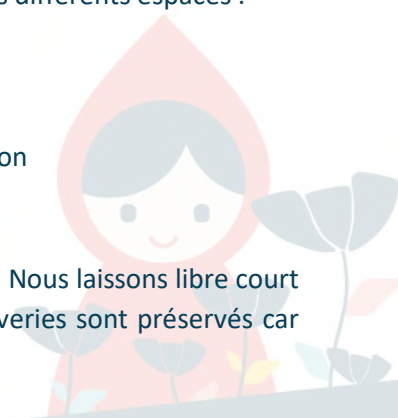 différents espaces :
on
Nous laissons libre court
veries sont préservés car